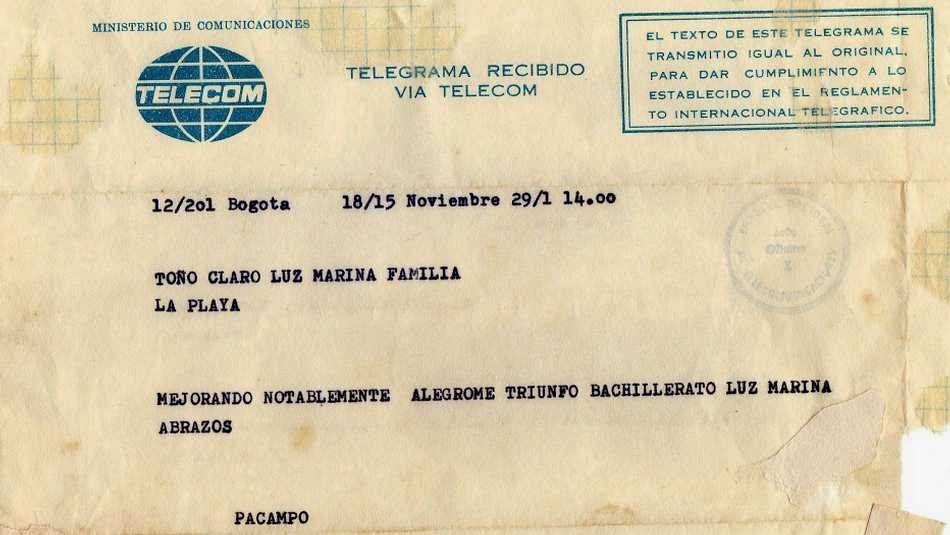 MINISTERIO DE COMUNICACIONES
TELECOM
TELEGRAMA RECIBIDO
VIA TELECOM
EL TEXTO DE ESTE TELEGRAMA SE
TRANSMITIO IGUAL AL ORIGINAL,
PARA DAR CUMPLIMIENTO A LO
ESTABLECIDO EN EL REGLAMEN-
TO INTERNACIONAL TELEGRAFICO.
12/2o1 Bogota 18/15 Noviembre 29/1 14.oo
TOÑO CLARO LUZ MARINA FAMILIA
LA PLAYA
MEJORANDO NOTABLEMENTE ALEGROME TRIUNFO BACHILLERATO LUZ MARINA
ABRAZOS
PACAMPO